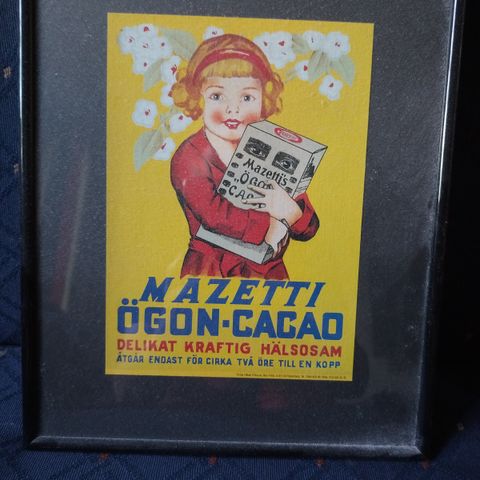 Mazetti's
"ÖGON
CACAO
MAZETTI
ÖGON-CACAO
DELIKAT KRAFTIG HÄLSOSAM
ÅTGÅR ENDAST FÖR CIRKA TVÅ ÖRE TILL EN KOPP